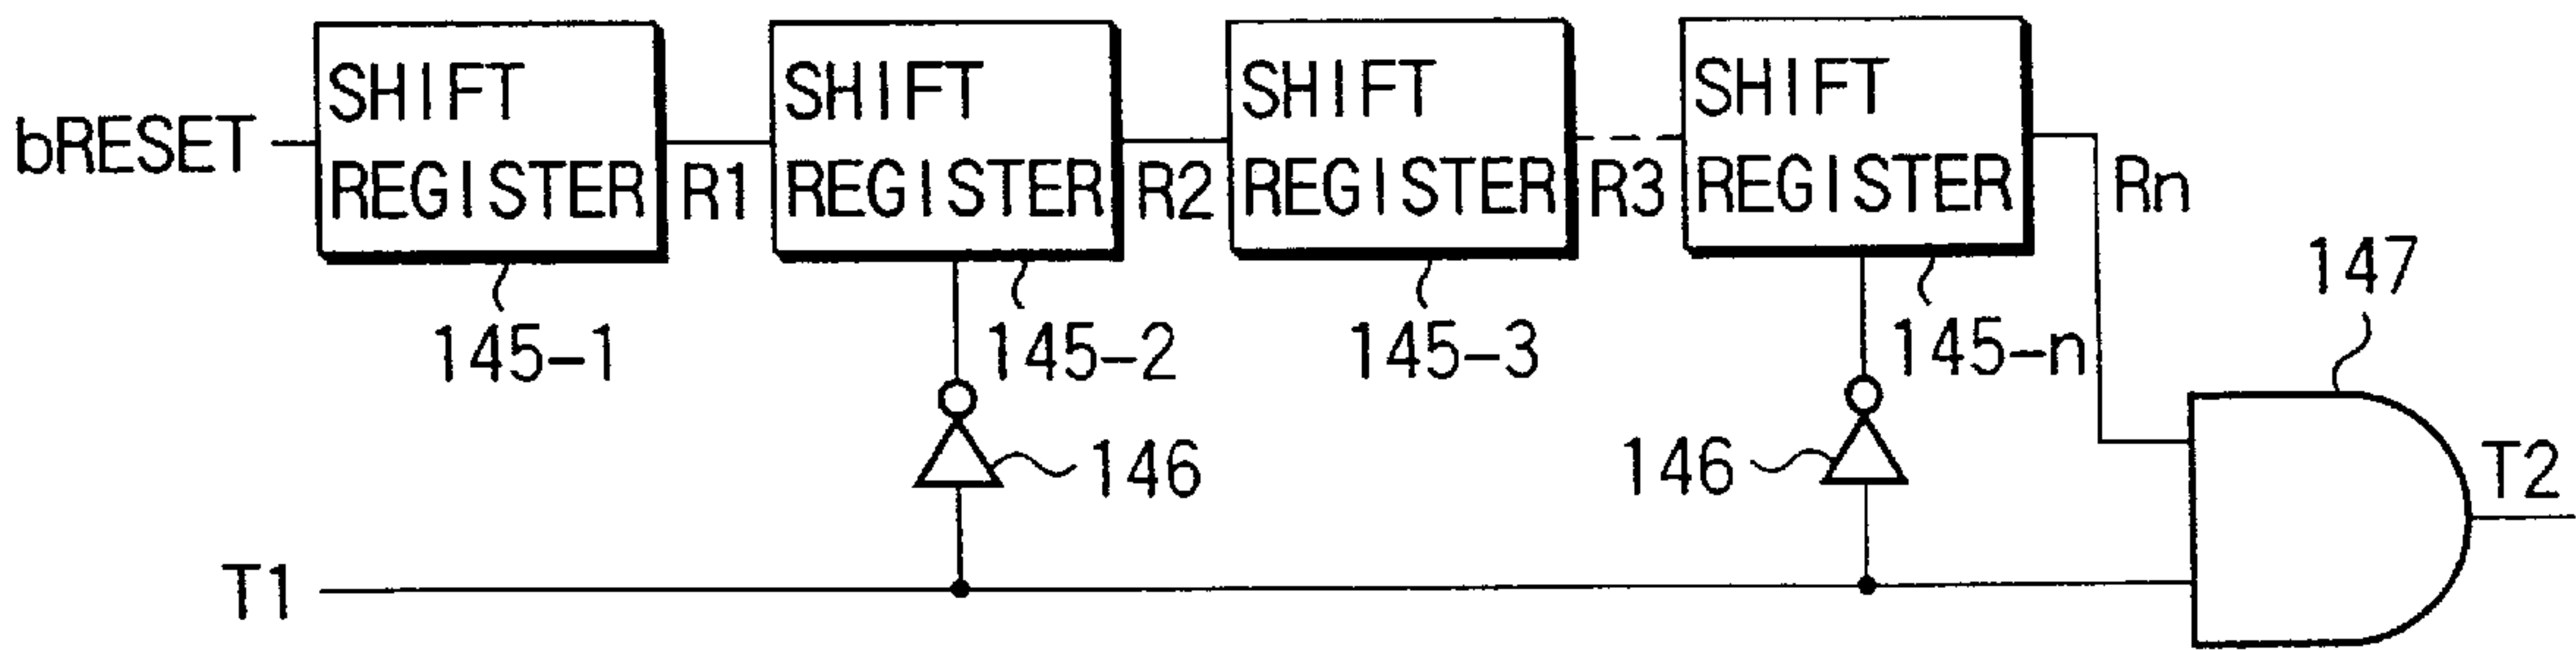 bRESET
SHIFT
REGISTER
R1
SHIFT
REGISTER
R2
SHIFT
REGISTER
R3
SHIFT
REGISTER
Rn
145-1
145-2
145-3
145-n
147
146
146
T2
T1